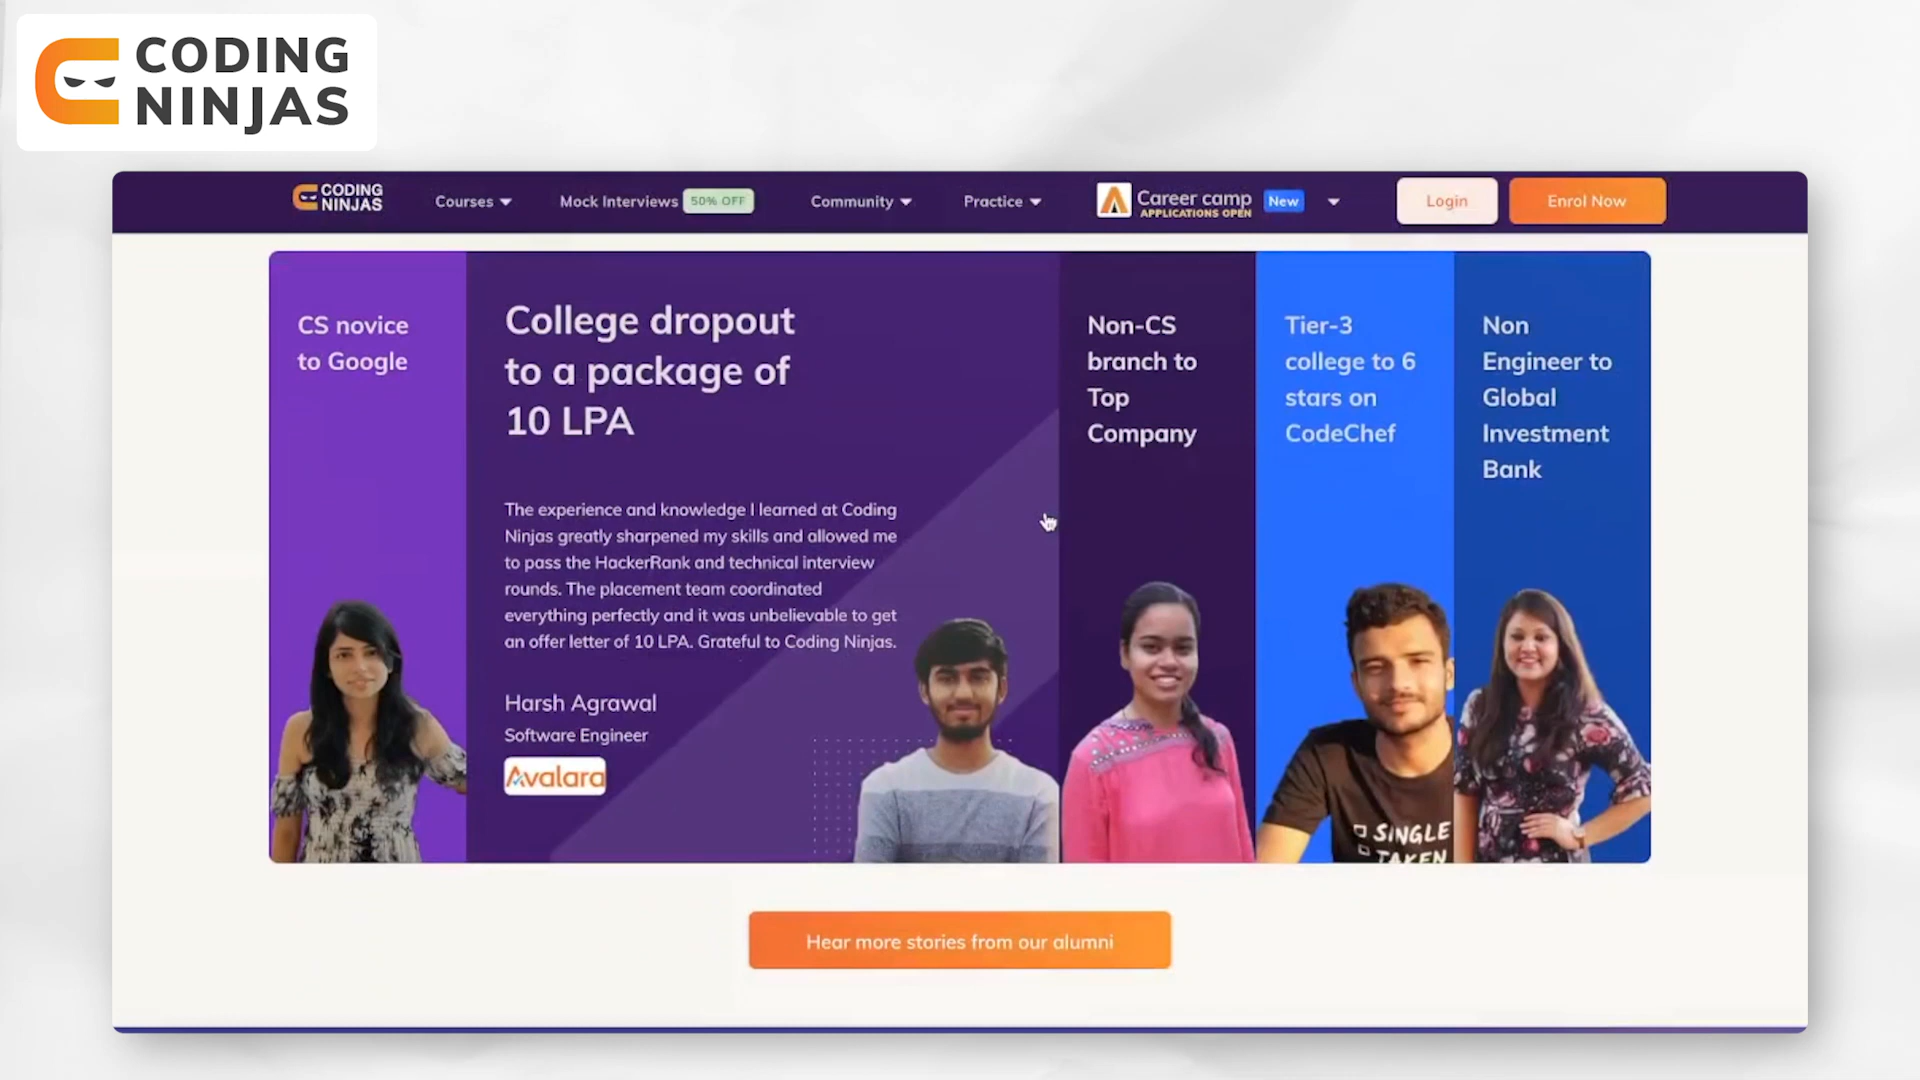 CODING
NINJAS
CODING
NINJAS
Courses
Mock Interviews 50% OFF
Community
Practice
Career camp
APPLICATIONS OPEN
New
Login
Enrol Now
CS novice
to Google
College dropout
to a package of
10 LPA
The experience and knowledge I learned at Coding
Ninjas greatly sharpened my skills and allowed me
to pass the HackerRank and technical interview
rounds. The placement team coordinated
everything perfectly and it was unbelievable to get
an offer letter of 10 LPA. Grateful to Coding Ninjas.
Harsh Agrawal
Software Engineer
Avalara
Non-CS
branch to
Top
Company
Tier-3
college to 6
stars on
CodeChef
SINGLE
TAKEN
Non
Engineer to
Global
Investment
Bank
Hear more stories from our alumni